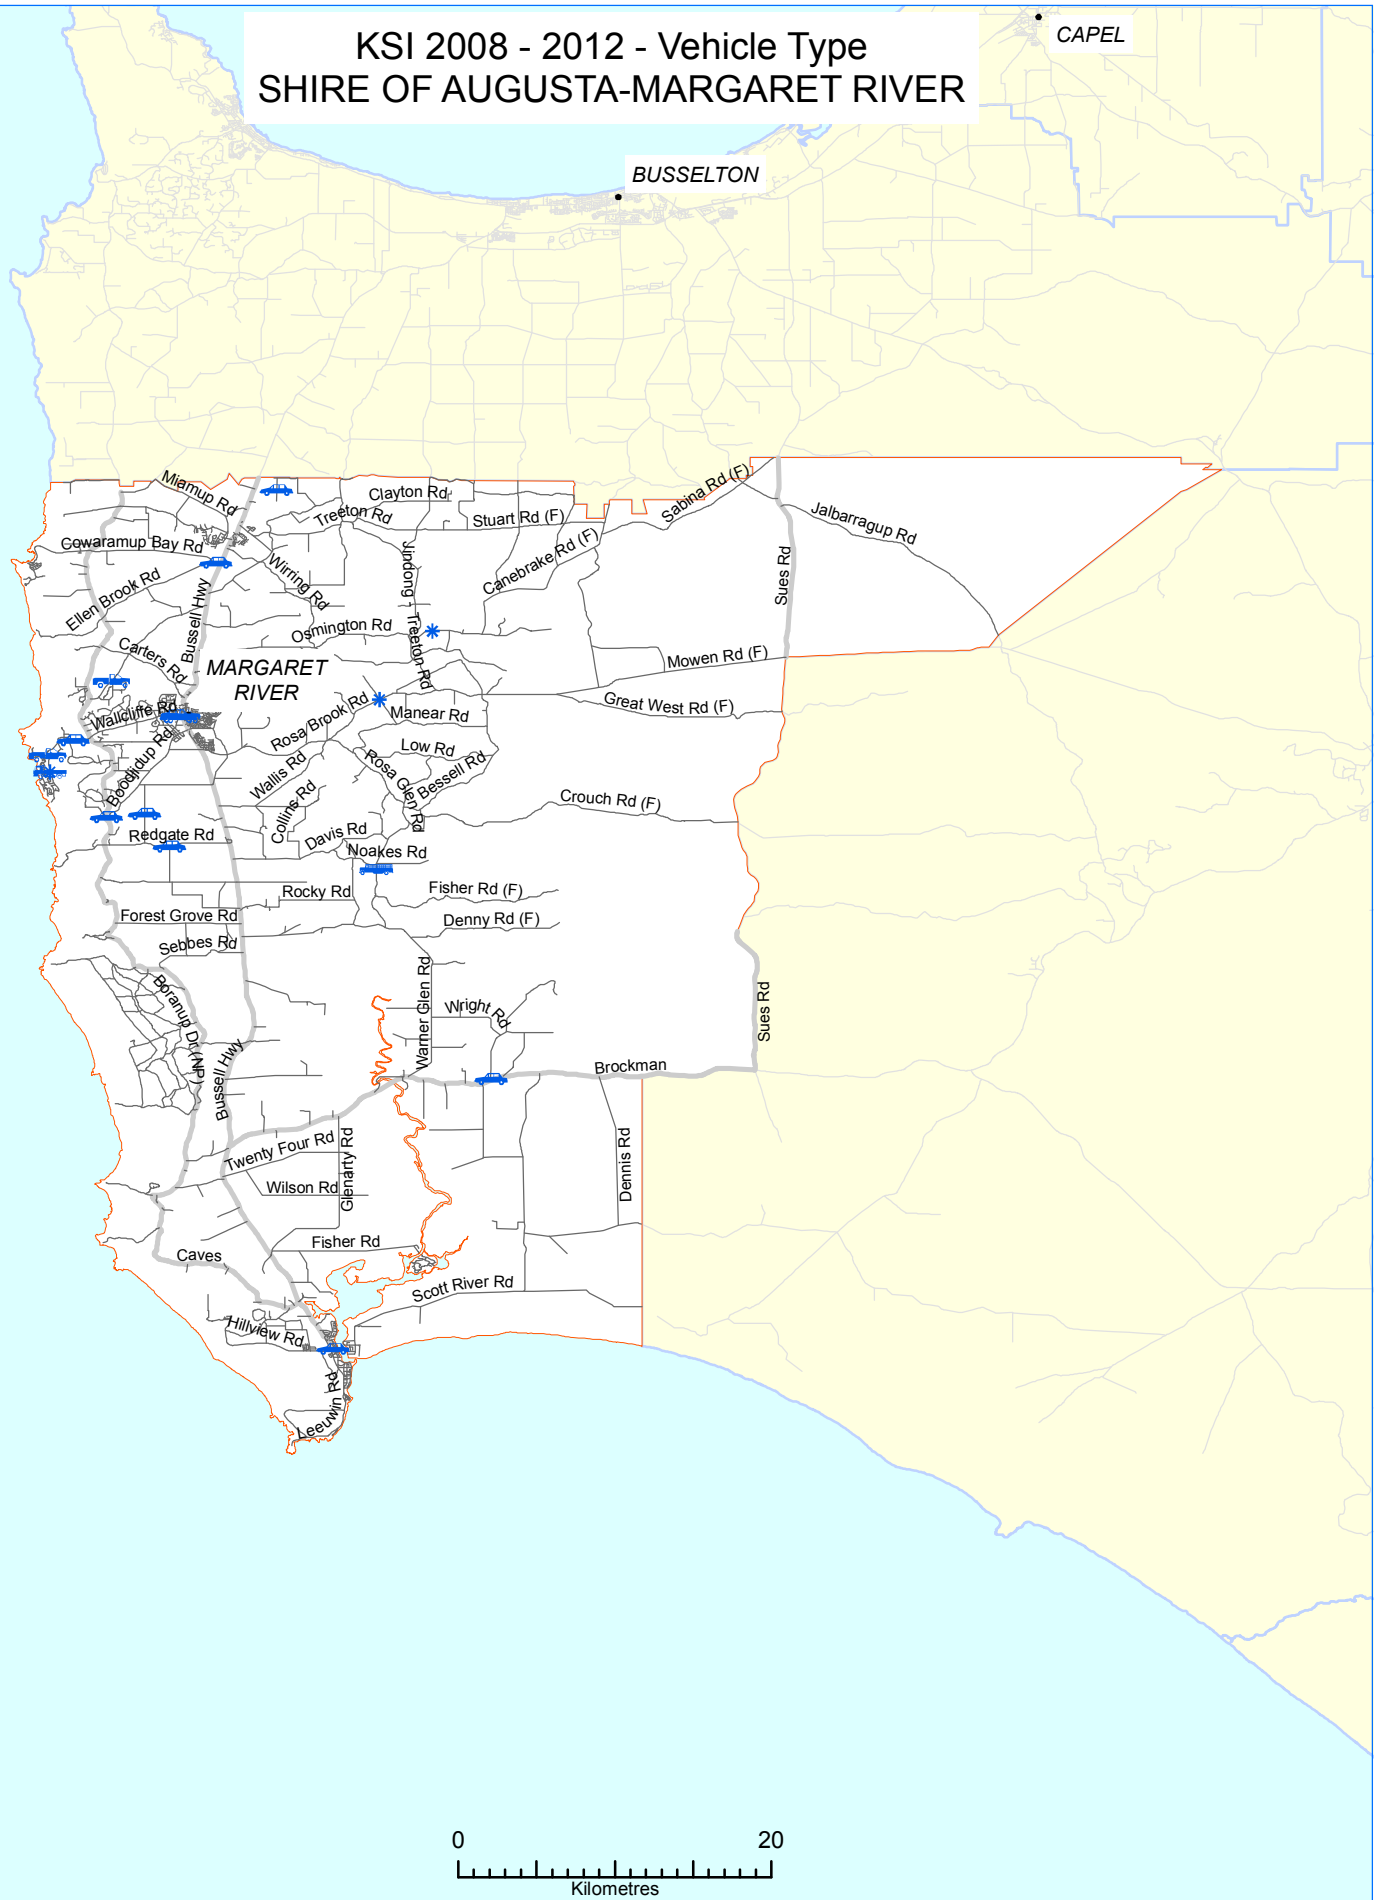 KSI 2008 - 2012 - Vehicle Type
SHIRE OF AUGUSTA-MARGARET RIVER
CAPEL
BUSSELTON
Miamup Rd
Clayton Rd
Treeton Rd
Stuart Rd (F)
Sabina Rd (F)
Jalbarragup Rd
Cowaramup Bay Rd
Wirring Rd
Jindong - Treeton Rd
Canebrake Rd (F)
Sues Rd
Ellen Brook Rd
Bussell Hwy
Osmington Rd
Carters Rd
MARGARET
RIVER
Mowen Rd (F)
Wallcliffe Rd
Rosa Brook Rd
Manear Rd
Great West Rd (F)
Boodjidup Rd
Wallis Rd
Low Rd
Rosa Glen Rd
Bessell Rd
Collins Rd
Crouch Rd (F)
Redgate Rd
Davis Rd
Noakes Rd
Rocky Rd
Fisher Rd (F)
Forest Grove Rd
Denny Rd (F)
Sebbes Rd
Boranup Dr (NP)
Warner Glen Rd
Wright Rd
Sues Rd
Bussell Hwy
Brockman
Twenty Four Rd
Glenarty Rd
Dennis Rd
Wilson Rd
Caves
Fisher Rd
Scott River Rd
Hillview Rd
Leeuwin Rd
0 20
Kilometres